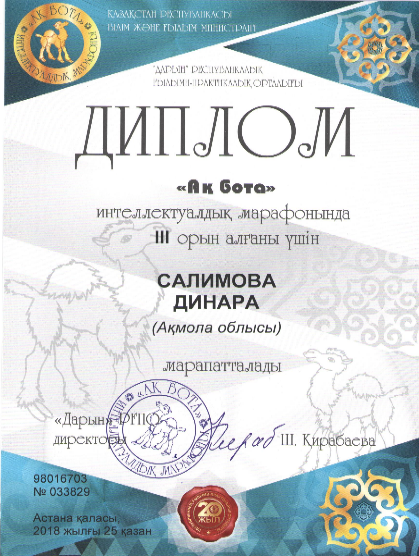 ҚАЗАҚСТАН РЕСПУБЛИКАСЫ
БІЛІМ ЖӘНЕ ҒЫЛЫМ МИНИСТРЛІГІ
"ДАРЫН" РЕСПУБЛИКАЛЫҚ
ҒЫЛЫМИ-ПРАКТИКАЛЫҚ ОРТАЛЫҒЫ
ДИПЛОМ
«Ақ бота»
интеллектуалдық марафонында
III орын алғаны үшін
САЛИМОВА
ДИНАРА
(Ақмола облысы)
марапатталады
«АҚ БОТА»
«Дарын» РҒПО
директоры
Ш. Қирабаева
98016703
№ 033829
20
ЖЫЛ
Астана қаласы,
2018 жылғы 25 қазан